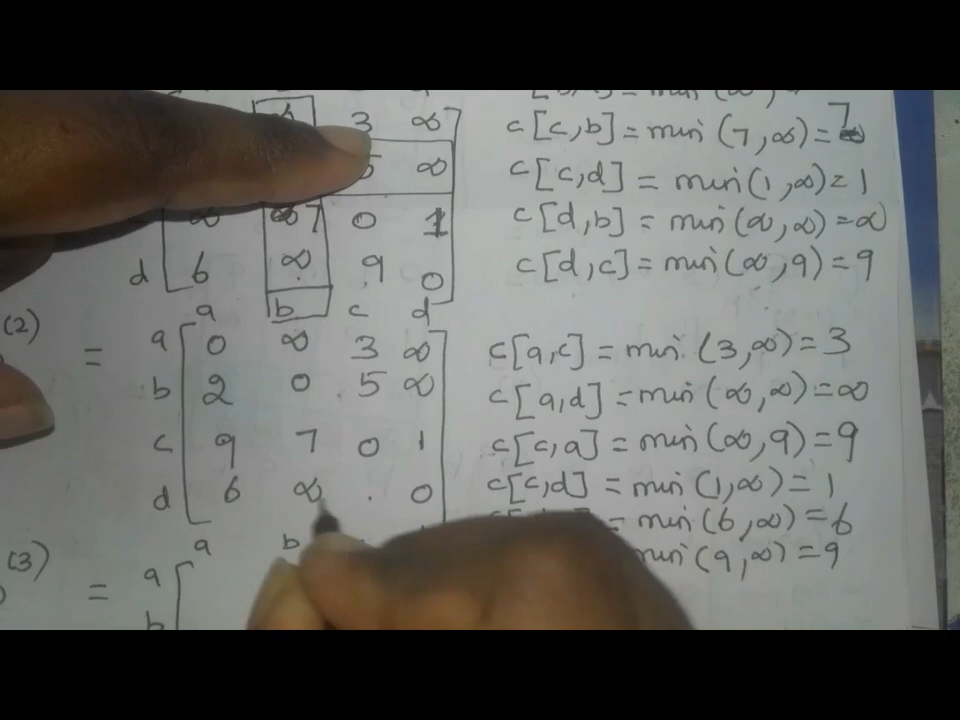 3 ∞
c[c,b] = min (7,∞) = 7
5 ∞
c[c,d] = min(1,∞) = 1
∞ ∞ 7 0 1
c[d,b] = min(∞,∞) = ∞
d 6 ∞ 9 0
c[d,c] = min(∞,9) = 9
a b c d
(2)
= a 0 ∞ 3 ∞
c[a,c] = min (3,∞) = 3
b 2 0 5 ∞
c[a,d] = min(∞,∞) = ∞
c 9 7 0 1
c[c,a] = min(∞,9) = 9
d 6 ∞ . 0
c[c,d] = min (1,∞) = 1
= min(6,∞) = 6
a b
min(9,∞) = 9
(3)
= a
b